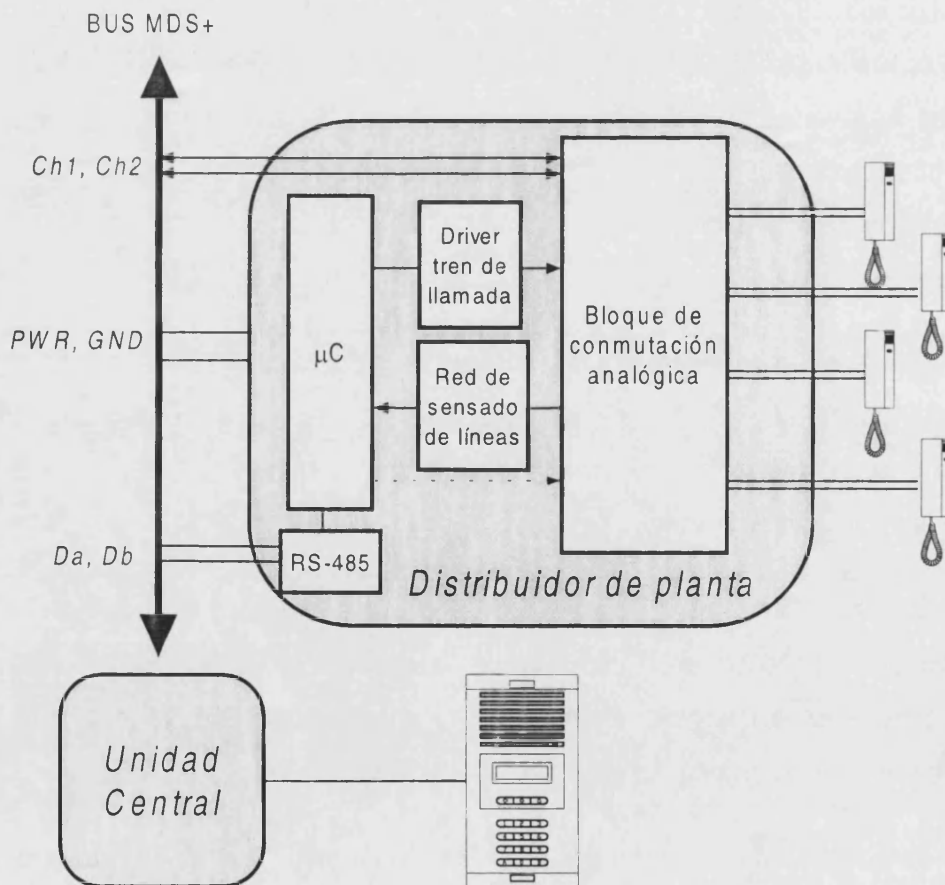 BUS MDS+
Ch1, Ch2
Driver
tren de
llamada
Bloque de
conmutación
analógica
PWR, GND
µC
Red de
sensado
de líneas
Da, Db
RS-485
Distribuidor de planta
Unidad
Central